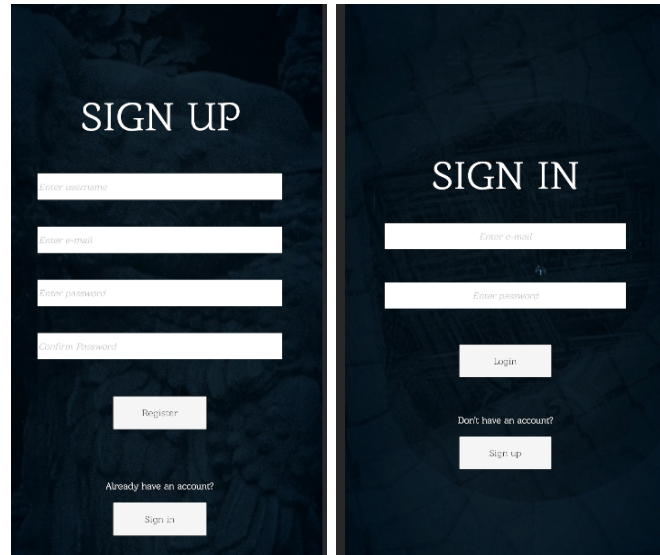 SIGN UP
Enter username
Enter e-mail
Enter password
Confirm Password
Register
Already have an account?
Sign in
SIGN IN
Enter e-mail
Enter password
Login
Don't have an account?
Sign up